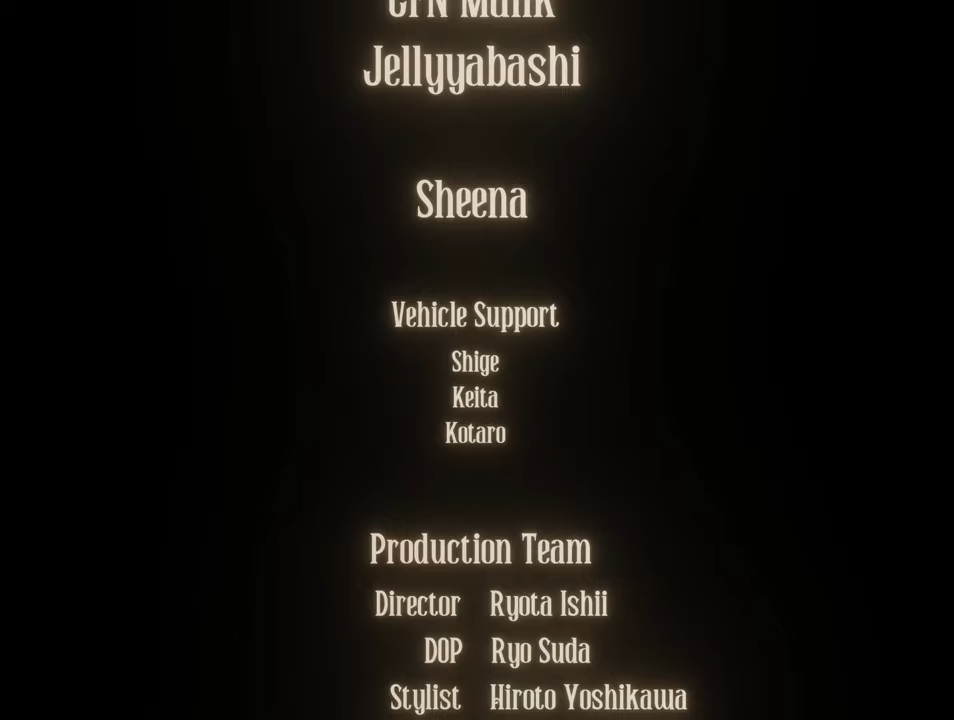 Jellyyabashi
Sheena
Vehicle Support
Shige
Keita
Kotaro
Production Team
Director Ryota Ishii
DOP Ryo Suda
Stylist Hiroto Yoshikawa